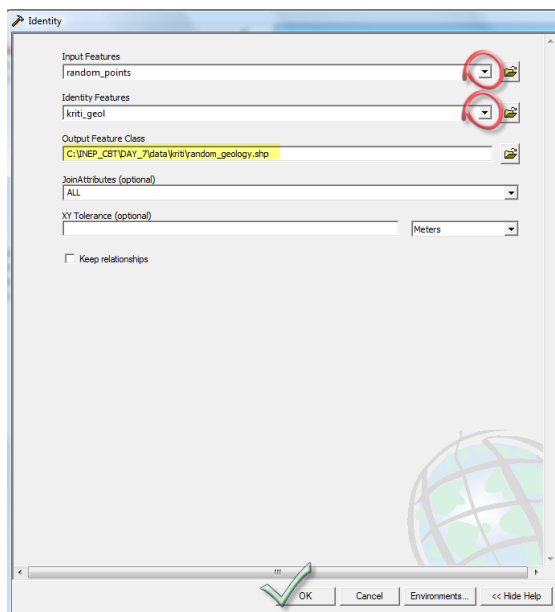 Identity
Input Features
random_points
Identity Features
kriti_geol
Output Feature Class
C:\INEP_CBT\DAY_7\data\kriti\random_geology.shp
JoinAttributes (optional)
ALL
XY Tolerance (optional)
Meters
Keep relationships
OK Cancel Environments... << Hide Help